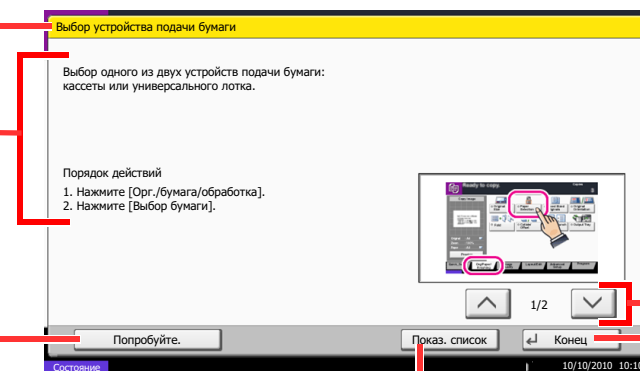 Выбор устройства подачи бумаги
Выбор одного из двух устройств подачи бумаги:
кассеты или универсального лотка.
Порядок действий
1. Нажмите [Орг./бумага/обработка].
2. Нажмите [Выбор бумаги].
Ready to copy.
1/2
Попробуйте.
Показ. список
Конец
Состояние
10/10/2010 10:10